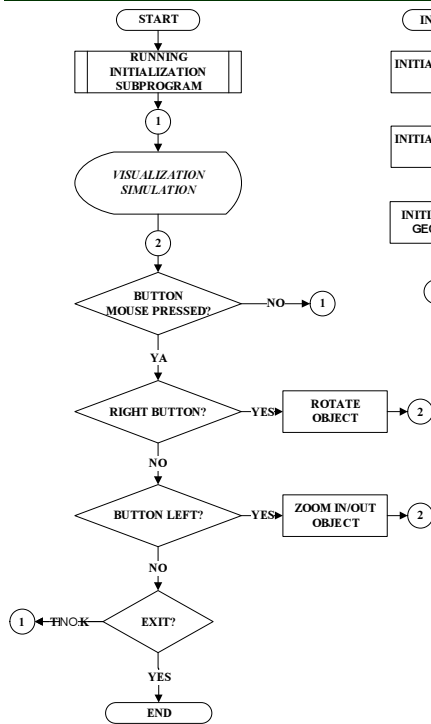 START
RUNNING
INITIALIZATION
SUBPROGRAM
1
VISUALIZATION
SIMULATION
2
BUTTON
MOUSE PRESSED?
NO
1
YA
RIGHT BUTTON?
YES
ROTATE
OBJECT
2
NO
BUTTON LEFT?
YES
ZOOM IN/OUT
OBJECT
2
NO
EXIT?
1
YES
END
IN
INITIA
INITIA
INITI
GEO